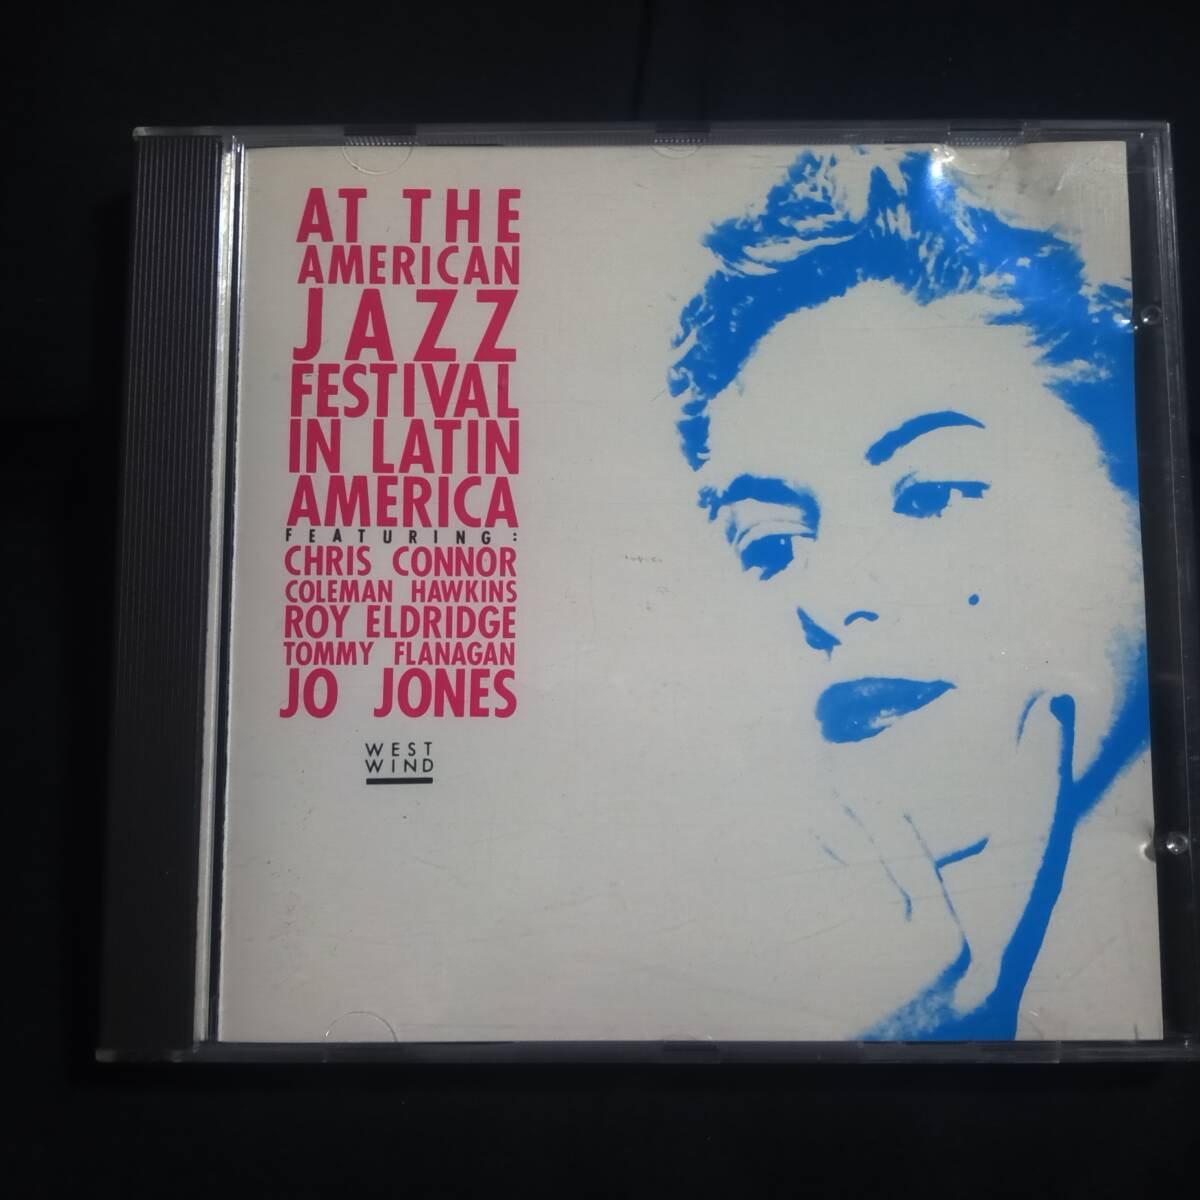 AT THE
AMERICAN
JAZZ
FESTIVAL
IN LATIN
AMERICA
FEATURING:
CHRIS CONNOR
COLEMAN HAWKINS
ROY ELDRIDGE
TOMMY FLANAGAN
JO JONES
WEST
WIND